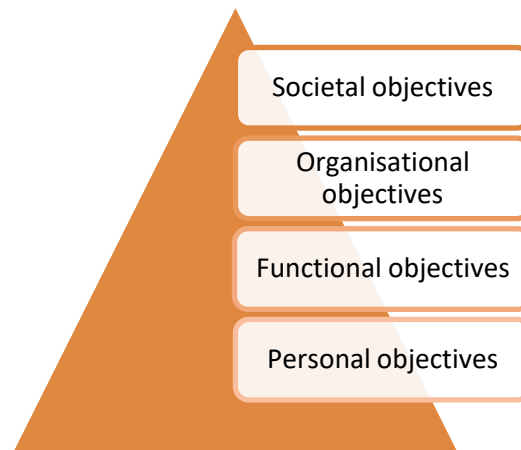 Societal objectives
Organisational
objectives
Functional objectives
Personal objectives